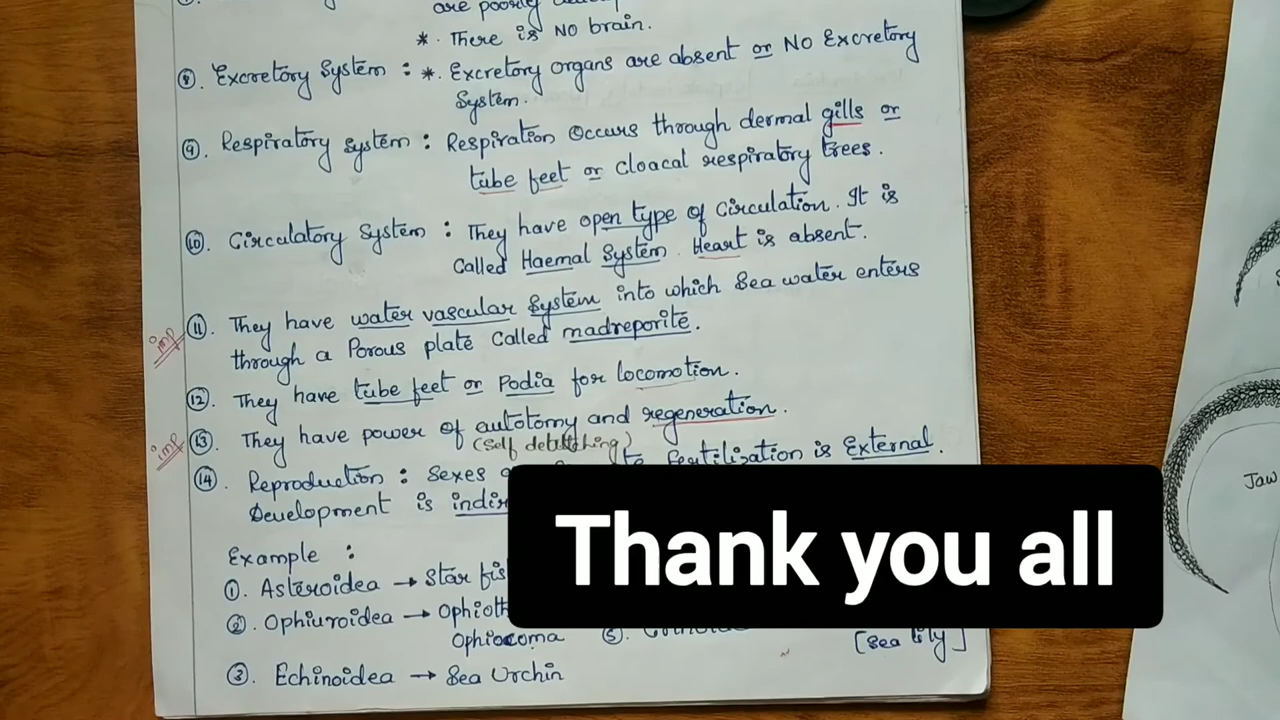 are poorly
*. There is NO brain.
⑧. Excretory System : *. Excretory organs are absent or No Excretory
System.
⑨. Respiratory System : Respiration Occurs through dermal gills or
tube feet or Cloacal respiratory trees.
⑩. Circulatory System : They have open type of Circulation. It is
Called Haemal System. Heart is absent.
imp ⑪. They have water vascular System into which Sea water enters
through a Porous plate Called madreporite.
⑫. They have tube feet or Podia for locomotion.
imp ⑬. They have power of autotomy and regeneration.
(Self detatching)
⑭. Reproduction : Sexes fertilization is External.
Development is
Example :
①. Asteroidea → Star
②. Ophiuroidea →
Ophiocoma ⑤.
[Sea lily]
③. Echinoidea → Sea Urchin
Thank you all
Jaw